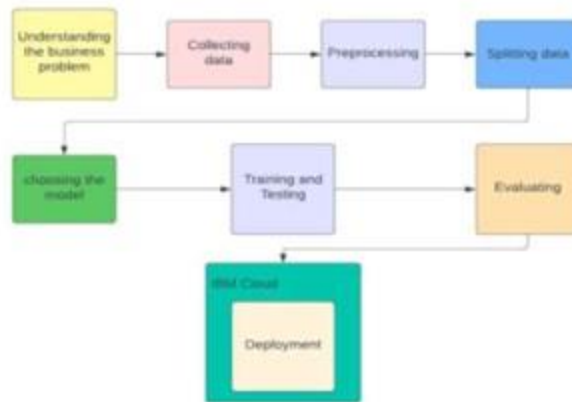 Understanding
the business
problem
Collecting
data
Preprocessing
Splitting data
choosing the
model
Training and
Testing
Evaluating
IBM Cloud
Deployment